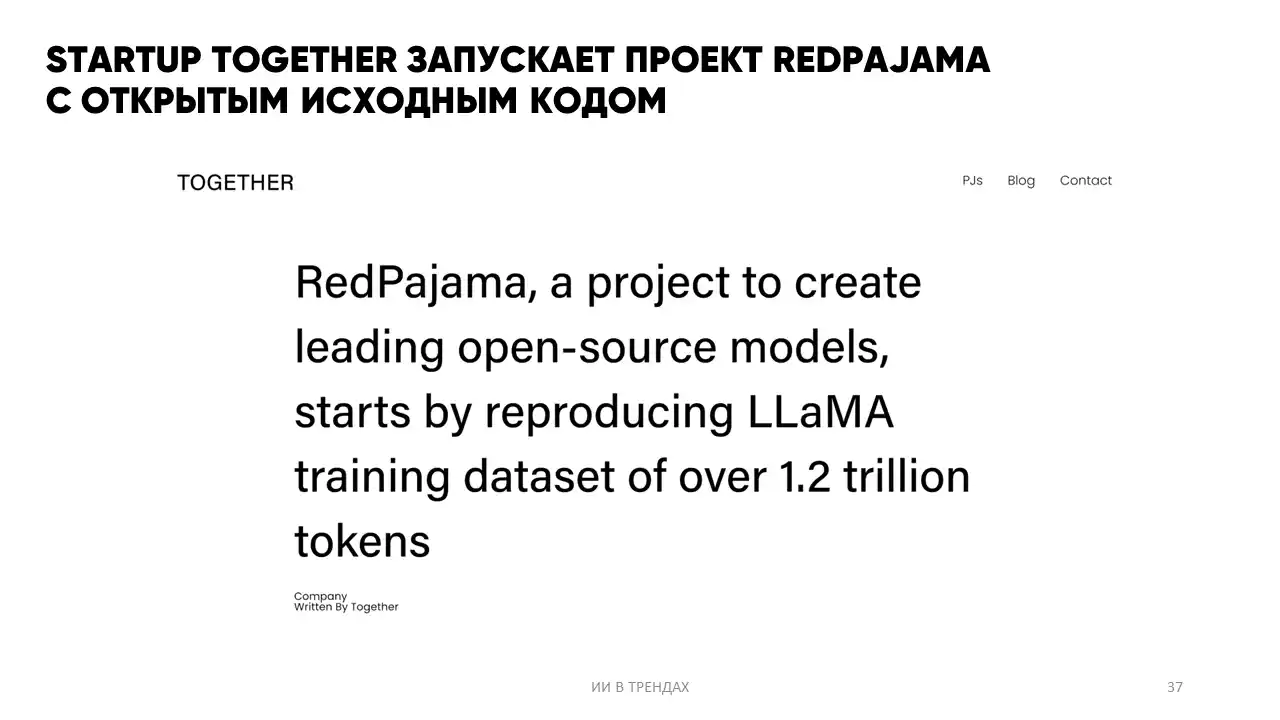 STARTUP TOGETHER ЗАПУСКАЕТ ПРОЕКТ REDPAJAMA
С ОТКРЫТЫМ ИСХОДНЫМ КОДОМ
TOGETHER
PJs Blog Contact
RedPajama, a project to create
leading open-source models,
starts by reproducing LLaMA
training dataset of over 1.2 trillion
tokens
Company
Written By Together
ИИ В ТРЕНДАХ
37